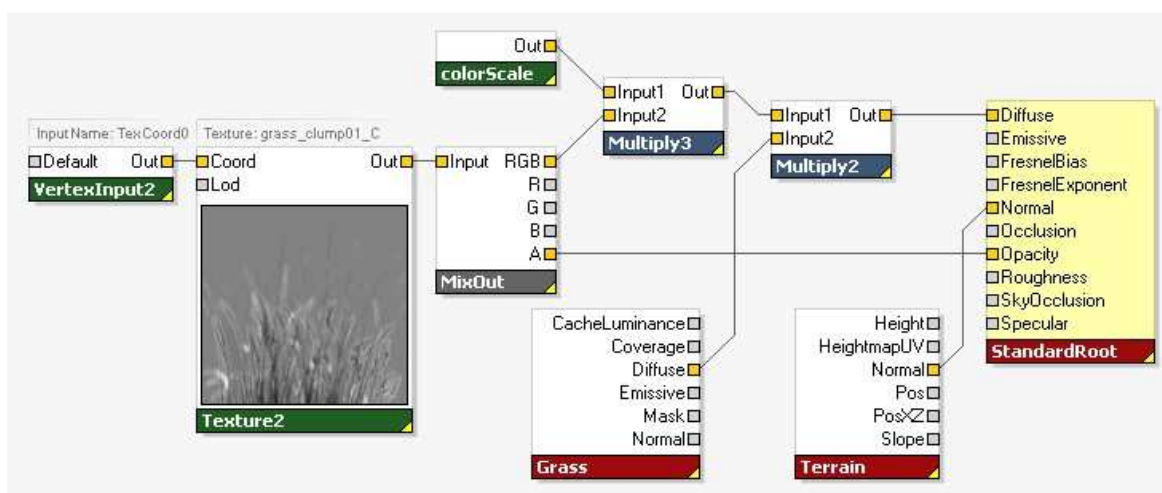 Out
colorScale
Input1 Out
Input2
Multiply3
Input1 Out
Input2
Multiply2
Input Name: TexCoord0
Default Out
VertexInput2
Texture: grass_clump01_C
Coord Out
Lod
Texture2
Input RGB
R
G
B
A
MixOut
CacheLuminance
Coverage
Diffuse
Emissive
Mask
Normal
Grass
Height
HeightmapUV
Normal
Pos
PosXZ
Slope
Terrain
Diffuse
Emissive
FresnelBias
FresnelExponent
Normal
Occlusion
Opacity
Roughness
SkyOcclusion
Specular
StandardRoot